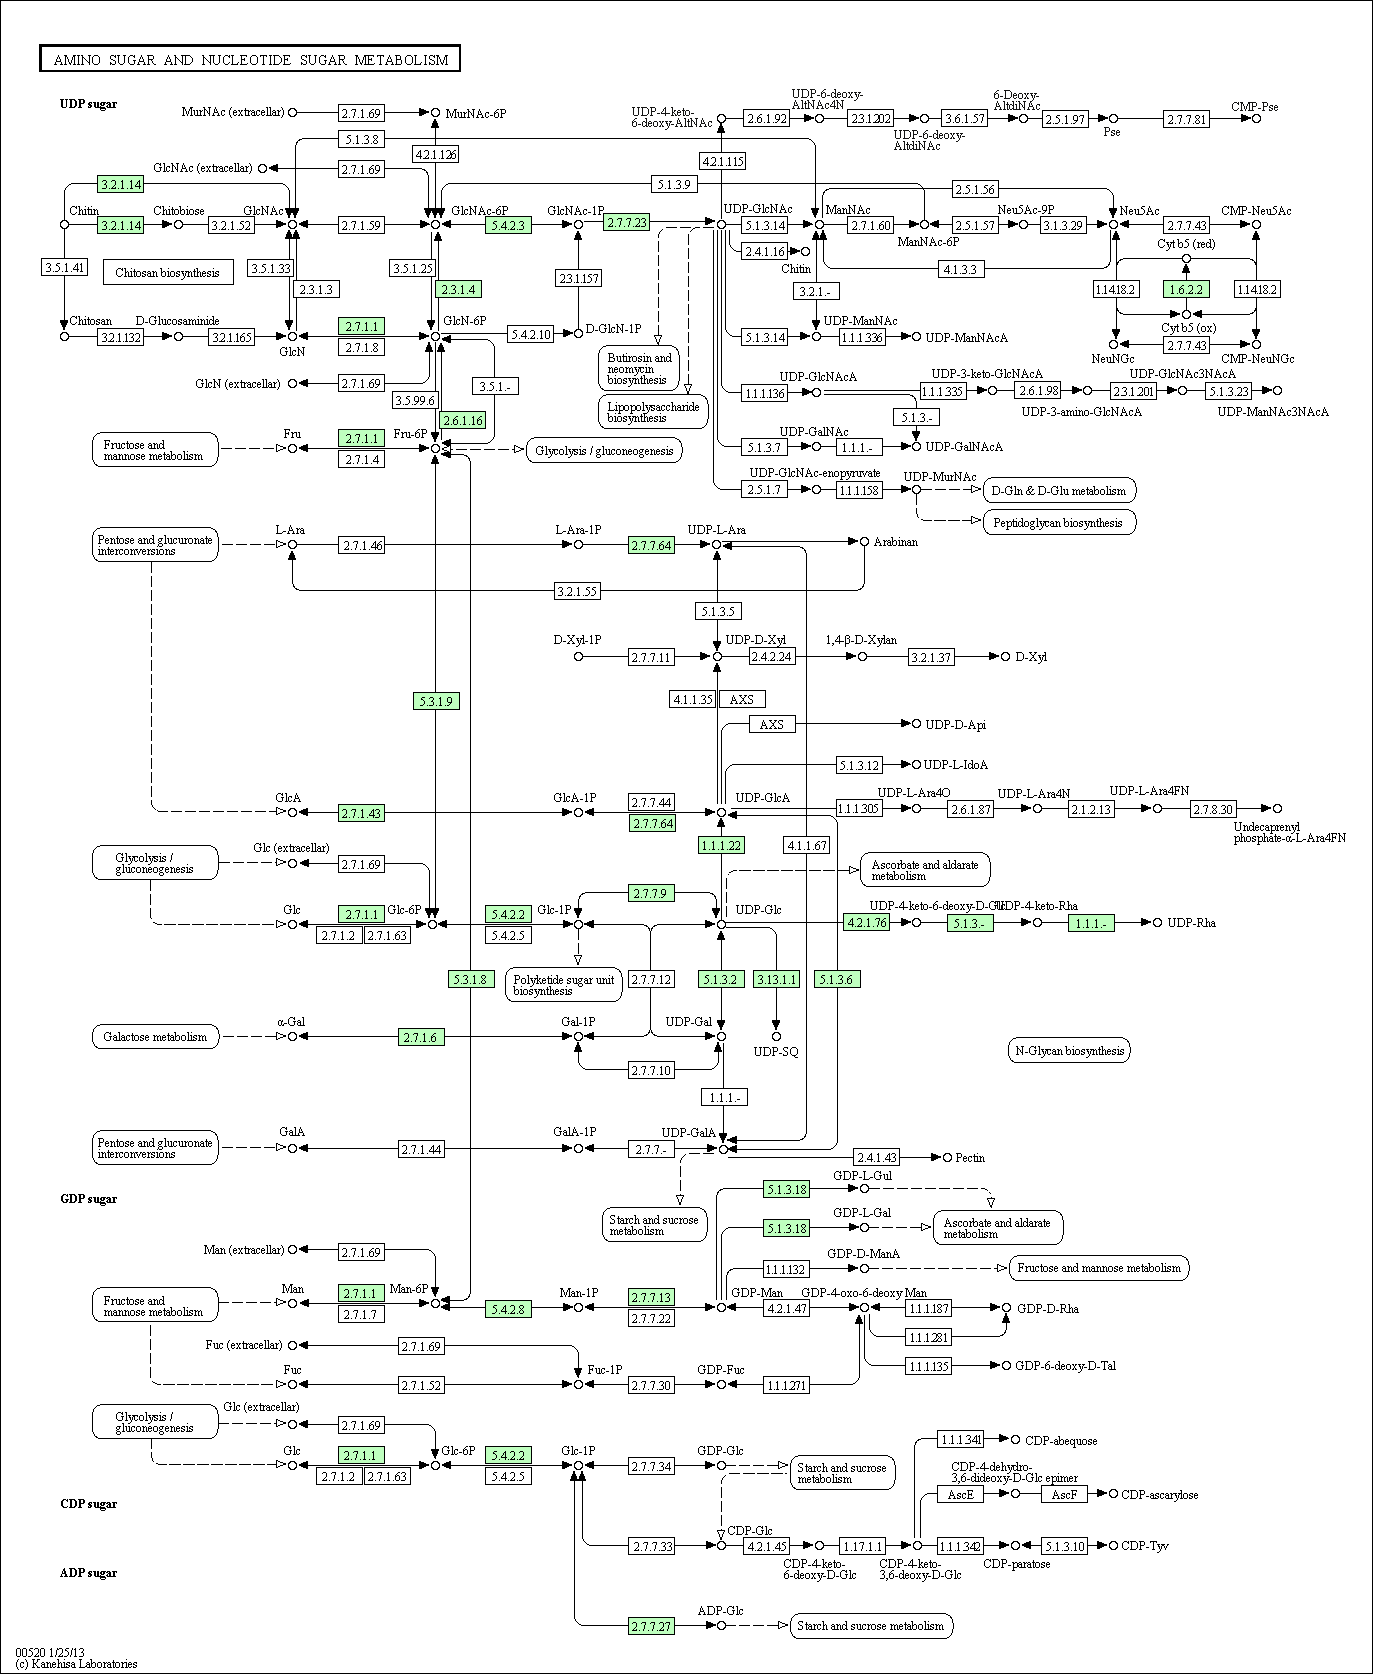 AMINO SUGAR AND NUCLEOTIDE SUGAR METABOLISM
UDP sugar
MurNAc (extracellar)
2.7.1.69
MurNAc-6P
5.1.3.8
4.2.1.126
GlcNAc (extracellar)
2.7.1.69
UDP-4-keto-
6-deoxy-AltNAc
2.6.1.92
UDP-6-deoxy-
AltNAc4N
2.3.1.202
UDP-6-deoxy-
AltdiNAc
3.6.1.57
6-Deoxy-
AltdiNAc
2.5.1.97
Pse
2.7.7.81
CMP-Pse
4.2.1.115
3.2.1.14
5.1.3.9
2.5.1.56
Chitin
3.2.1.14
Chitobiose
3.2.1.52
GlcNAc
2.7.1.59
GlcNAc-6P
5.4.2.3
GlcNAc-1P
2.7.7.23
UDP-GlcNAc
5.1.3.14
ManNAc
2.7.1.60
ManNAc-6P
2.5.1.57
Neu5Ac-9P
3.1.3.29
Neu5Ac
2.7.7.43
CMP-Neu5Ac
2.4.1.16
Chitin
4.1.3.3
Cyt b5 (red)
3.5.1.41
Chitosan biosynthesis
3.5.1.33
2.3.1.3
3.5.1.25
2.3.1.4
2.3.1.157
3.2.1.-
1.14.18.2
1.6.2.2
1.14.18.2
Cyt b5 (ox)
Chitosan
3.2.1.132
D-Glucosaminide
3.2.1.165
GlcN
2.7.1.1
2.7.1.8
GlcN-6P
5.4.2.10
D-GlcN-1P
5.1.3.14
UDP-ManNAc
1.1.1.336
UDP-ManNAcA
NeuNGc
2.7.7.43
CMP-NeuNGc
Butirosin and
neomycin
biosynthesis
GlcN (extracellar)
2.7.1.69
3.5.1.-
3.5.99.6
2.6.1.16
Lipopolysaccharide
biosynthesis
1.1.1.136
UDP-GlcNAcA
5.1.3.-
1.1.1.335
UDP-3-keto-GlcNAcA
2.6.1.98
UDP-3-amino-GlcNAcA
2.3.1.201
UDP-GlcNAc3NAcA
5.1.3.23
UDP-ManNAc3NAcA
Fructose and
mannose metabolism
Fru
2.7.1.1
2.7.1.4
Fru-6P
Glycolysis / gluconeogenesis
5.1.3.7
UDP-GalNAc
1.1.1.-
UDP-GalNAcA
2.5.1.7
UDP-GlcNAc-enopyruvate
1.1.1.158
UDP-MurNAc
D-Gln & D-Glu metabolism
Peptidoglycan biosynthesis
Pentose and glucuronate
interconversions
L-Ara
2.7.1.46
L-Ara-1P
2.7.7.64
UDP-L-Ara
Arabinan
3.2.1.55
5.1.3.5
D-Xyl-1P
2.7.7.11
UDP-D-Xyl
2.4.2.24
1,4-β-D-Xylan
3.2.1.37
D-Xyl
5.3.1.9
4.1.1.35
AXS
AXS
UDP-D-Api
5.1.3.12
UDP-L-IdoA
GlcA
2.7.1.43
GlcA-1P
2.7.7.44
2.7.7.64
UDP-GlcA
1.1.1.305
UDP-L-Ara4O
2.6.1.87
UDP-L-Ara4N
2.1.2.13
UDP-L-Ara4FN
2.7.8.30
Undecaprenyl
phosphate-α-L-Ara4FN
1.1.1.22
4.1.1.67
Glycolysis /
gluconeogenesis
Glc (extracellar)
2.7.1.69
Ascorbate and aldarate
metabolism
Glc
2.7.1.1
2.7.1.2
2.7.1.63
Glc-6P
5.4.2.2
5.4.2.5
Glc-1P
2.7.7.9
UDP-Glc
4.2.1.76
UDP-4-keto-6-deoxy-D-Glc
5.1.3.-
UDP-4-keto-Rha
1.1.1.-
UDP-Rha
5.3.1.8
Polyketide sugar unit
biosynthesis
2.7.7.12
5.1.3.2
3.13.1.1
5.1.3.6
Galactose metabolism
α-Gal
2.7.1.6
Gal-1P
UDP-Gal
UDP-SQ
2.7.7.10
N-Glycan biosynthesis
1.1.1.-
Pentose and glucuronate
interconversions
GalA
2.7.1.44
GalA-1P
2.7.7.-
UDP-GalA
2.4.1.43
Pectin
GDP sugar
Starch and sucrose
metabolism
5.1.3.18
GDP-L-Gul
5.1.3.18
GDP-L-Gal
Ascorbate and aldarate
metabolism
Man (extracellar)
2.7.1.69
1.1.1.132
GDP-D-ManA
Fructose and mannose metabolism
Fructose and
mannose metabolism
Man
2.7.1.1
2.7.1.7
Man-6P
5.4.2.8
Man-1P
2.7.7.13
2.7.7.22
GDP-Man
4.2.1.47
GDP-4-oxo-6-deoxy Man
1.1.1.187
GDP-D-Rha
1.1.1.281
Fuc (extracellar)
2.7.1.69
1.1.1.135
GDP-6-deoxy-D-Tal
Fuc
2.7.1.52
Fuc-1P
2.7.7.30
GDP-Fuc
1.1.1.271
Glycolysis /
gluconeogenesis
Glc (extracellar)
2.7.1.69
Glc
2.7.1.1
2.7.1.2
2.7.1.63
Glc-6P
5.4.2.2
5.4.2.5
Glc-1P
2.7.7.34
GDP-Glc
Starch and sucrose
metabolism
1.1.1.341
CDP-abequose
CDP-4-dehydro-
3,6-dideoxy-D-Glc epimer
AscE
AscF
CDP-ascarylose
CDP sugar
2.7.7.33
CDP-Glc
4.2.1.45
CDP-4-keto-
6-deoxy-D-Glc
1.17.1.1
CDP-4-keto-
3,6-deoxy-D-Glc
1.1.1.342
CDP-paratose
5.1.3.10
CDP-Tyv
ADP sugar
2.7.7.27
ADP-Glc
Starch and sucrose metabolism
00520 1/25/13
(c) Kanehisa Laboratories